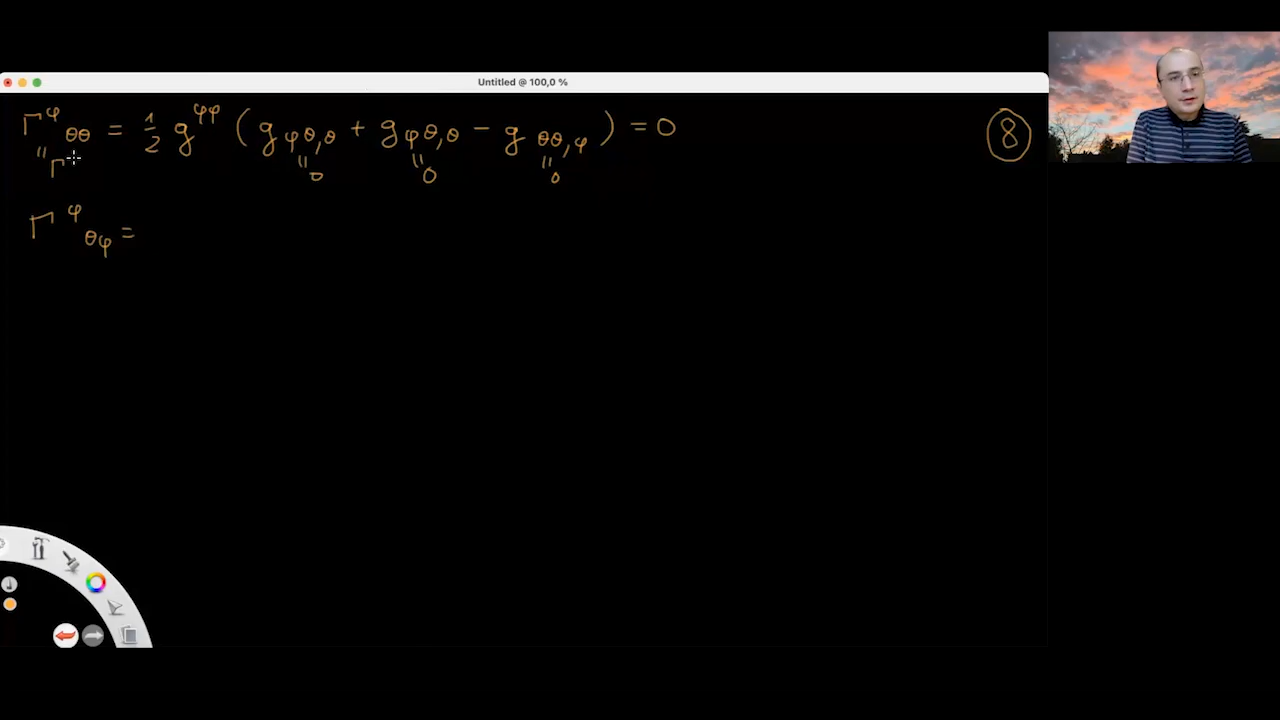 Untitled @ 100,0 %
Γ^φ_θθ = 1/2 g^φφ ( g_φθ,θ + g_φθ,θ − g_θθ,φ ) = 0
" Γ " 0 " 0 " 0
8
Γ^φ_θφ =